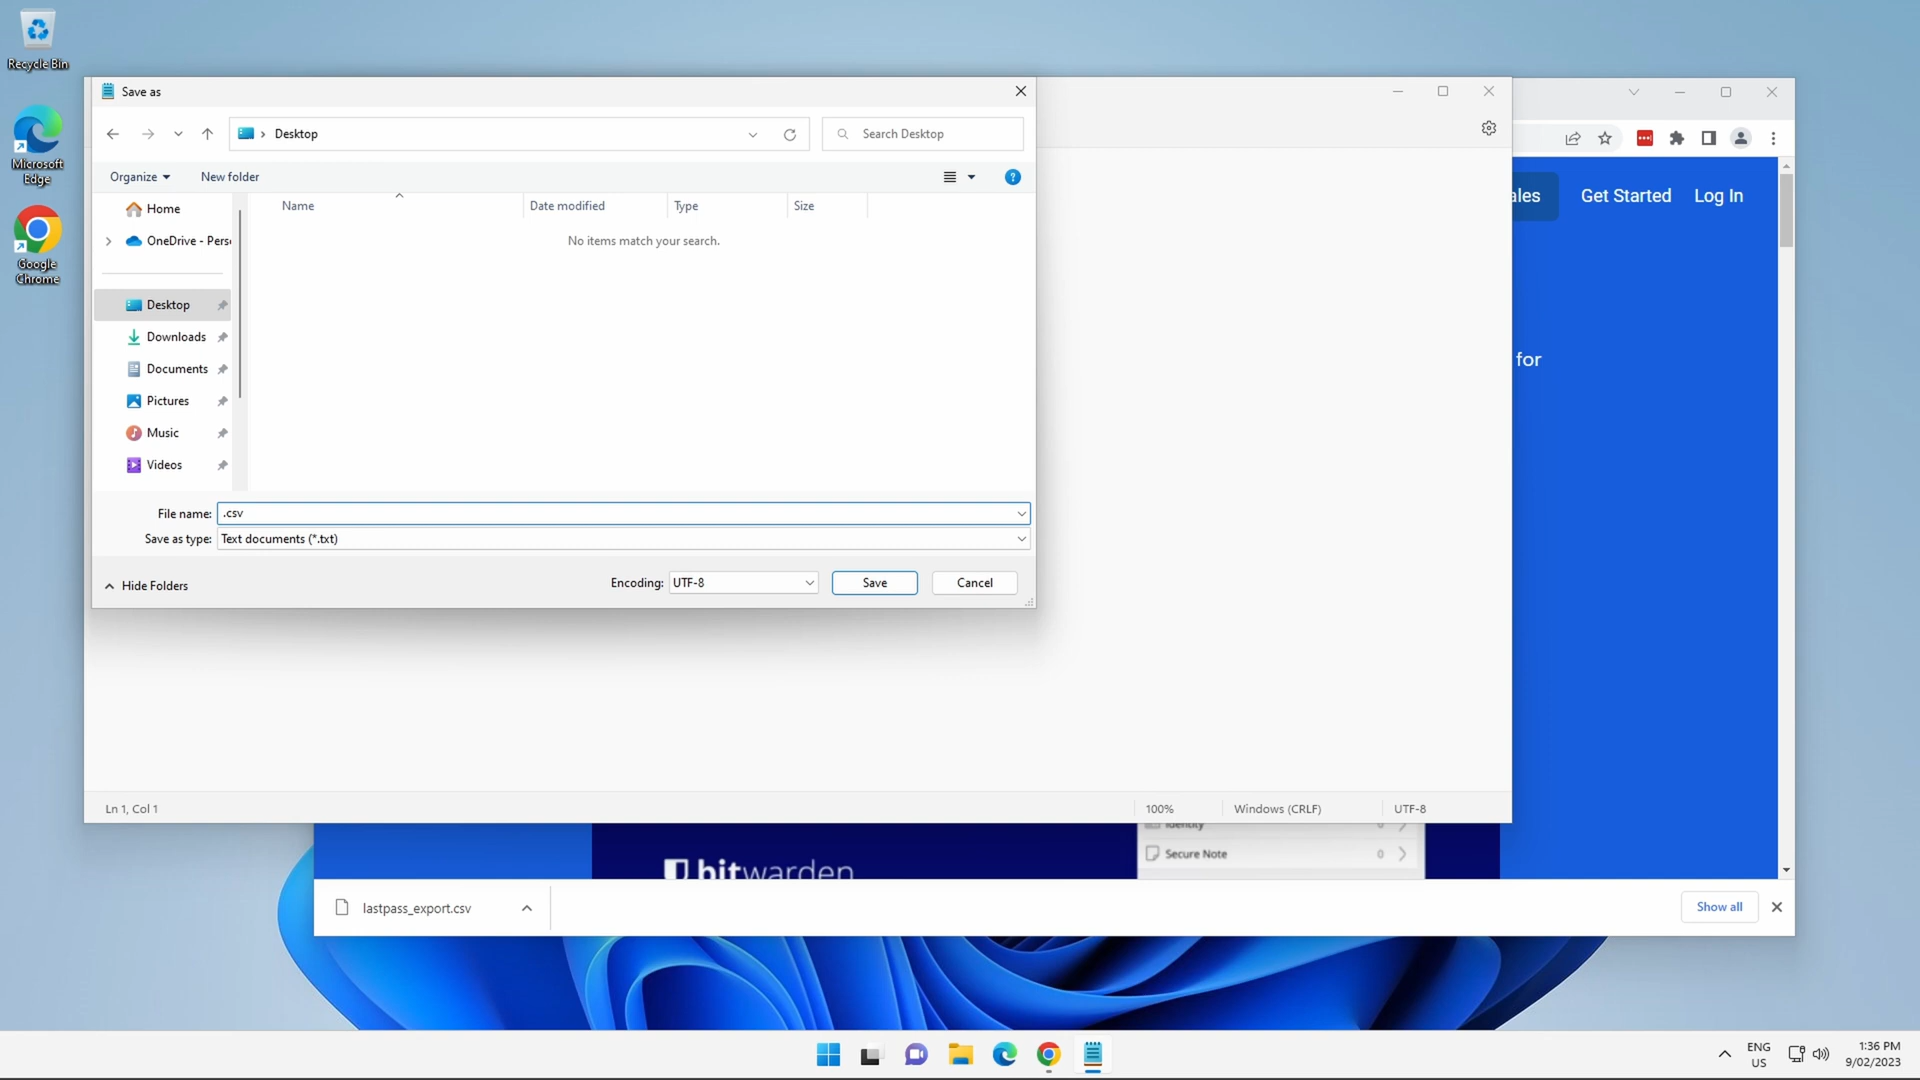 Recycle Bin
Microsoft
Edge
Google
Chrome
Save as
Desktop
Search Desktop
Organize
New folder
Name
Date modified
Type
Size
No items match your search.
Home
OneDrive - Pers
Desktop
Downloads
Documents
Pictures
Music
Videos
File name:
.csv
Save as type:
Text documents (*.txt)
Hide Folders
Encoding:
UTF-8
Save
Cancel
ales
Get Started
Log In
for
Ln 1, Col 1
100%
Windows (CRLF)
UTF-8
Identity
0
Secure Note
0
bitwarden
lastpass_export.csv
Show all
ENG
US
1:36 PM
9/02/2023